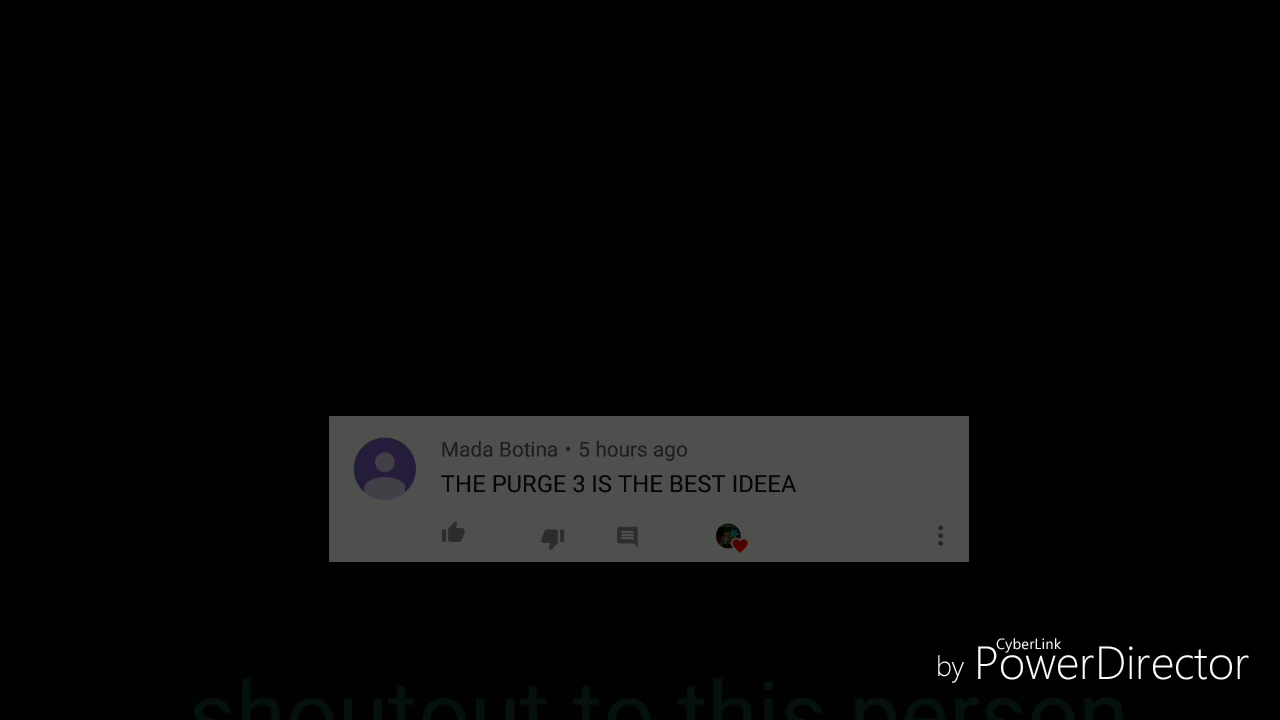 Mada Botina • 5 hours ago
THE PURGE 3 IS THE BEST IDEEA
CyberLink
by PowerDirector
shoutout to this person